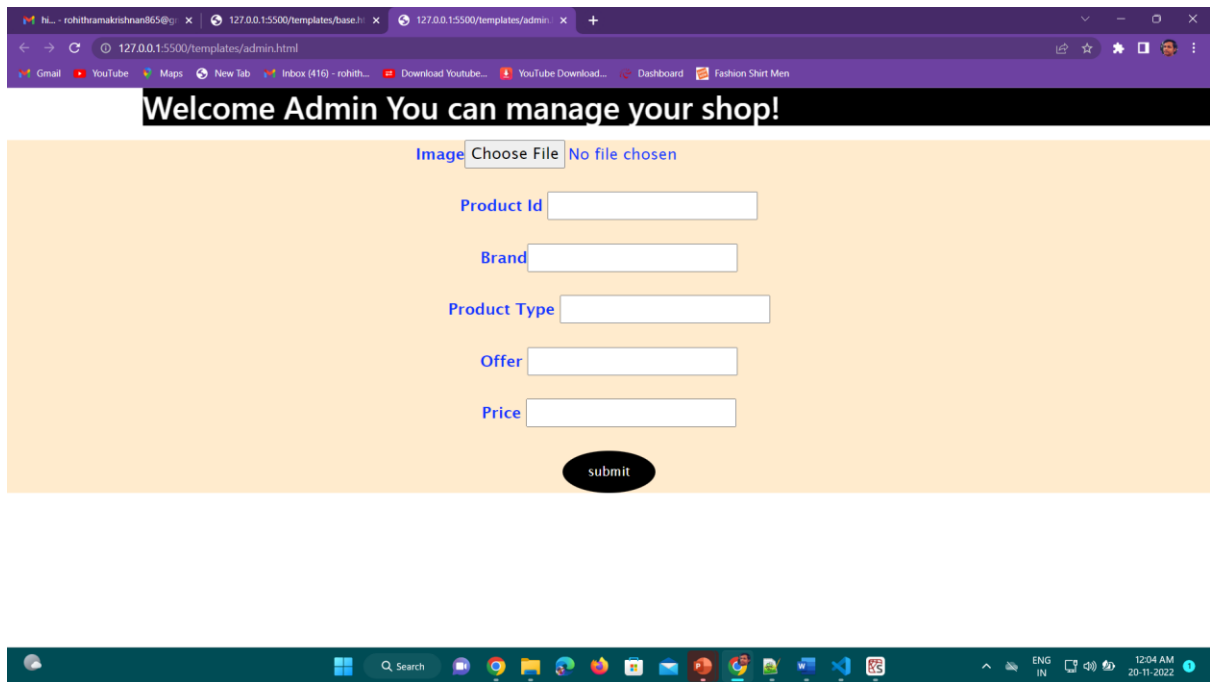 hi... - rohithramakrishnan865@g
127.0.0.1:5500/templates/base.h
127.0.0.1:5500/templates/admin.
127.0.0.1:5500/templates/admin.html
Gmail YouTube Maps New Tab Inbox (416) - rohith... Download Youtube... YouTube Download... Dashboard Fashion Shirt Men
Welcome Admin You can manage your shop!
Image Choose File No file chosen
Product Id
Brand
Product Type
Offer
Price
submit
Search
ENG
IN
12:04 AM
20-11-2022
1